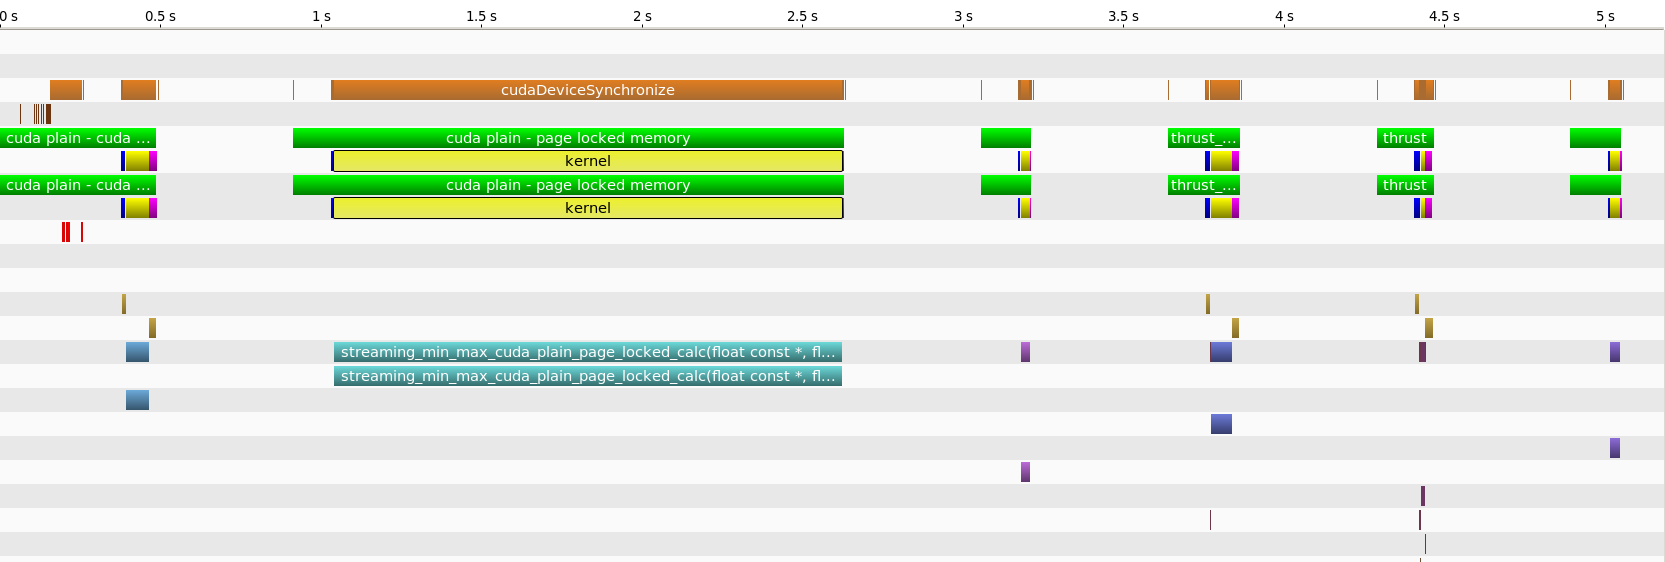 0 s 0.5 s 1 s 1.5 s 2 s 2.5 s 3 s 3.5 s 4 s 4.5 s 5 s
cudaDeviceSynchronize
cuda plain - cuda ... cuda plain - page locked memory thrust_... thrust
kernel
cuda plain - cuda ... cuda plain - page locked memory thrust_... thrust
kernel
streaming_min_max_cuda_plain_page_locked_calc(float const *, fl...
streaming_min_max_cuda_plain_page_locked_calc(float const *, fl...